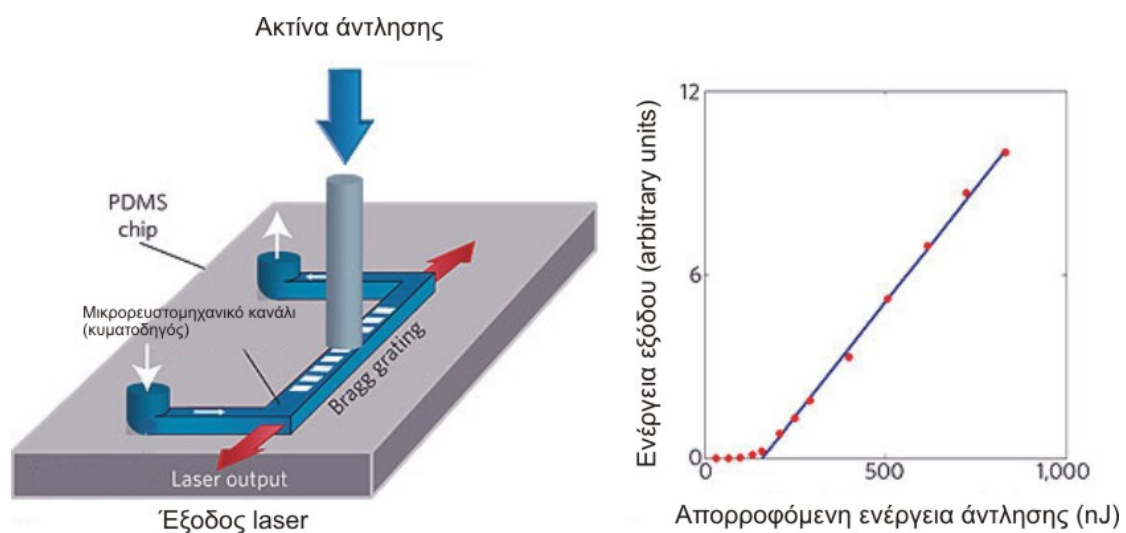 Ακτίνα άντλησης
PDMS
chip
Μικρορευστομηχανικό κανάλι
(κυματοδηγός)
Bragg grating
Laser output
Έξοδος laser
Ενέργεια εξόδου (arbitrary units)
12
6
0
0
500
1,000
Απορροφόμενη ενέργεια άντλησης (nJ)